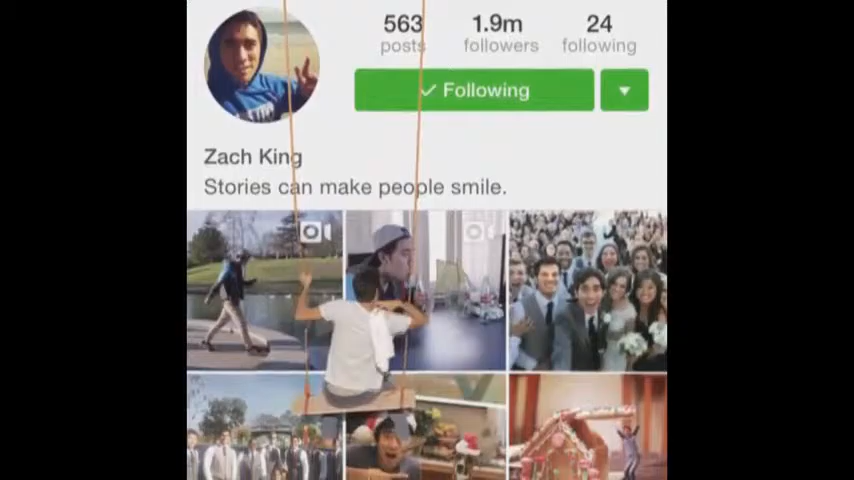 563 1.9m 24
posts followers following
Following
Zach King
Stories can make people smile.